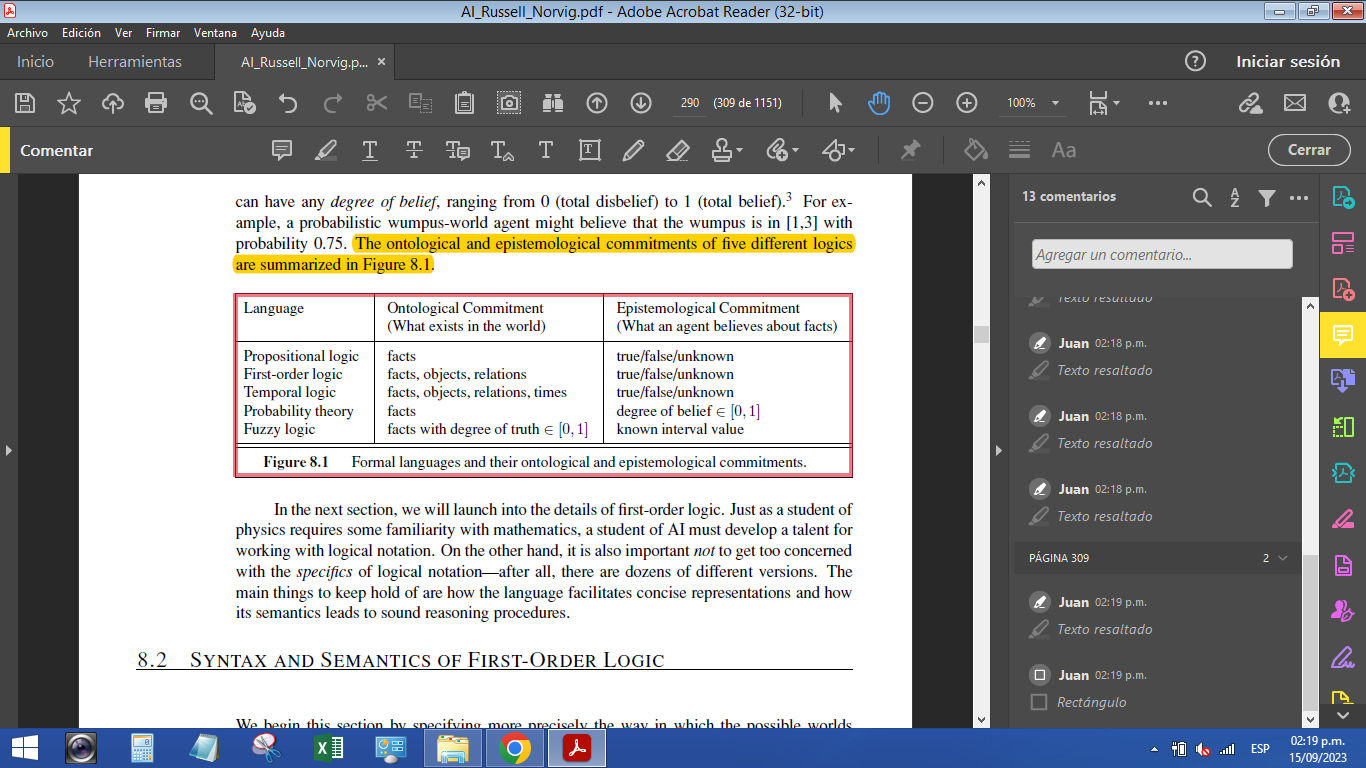 AI_Russell_Norvig.pdf - Adobe Acrobat Reader (32-bit)
Archivo Edición Ver Firmar Ventana Ayuda
Inicio Herramientas AI_Russell_Norvig.p... × Iniciar sesión
290 (309 de 1151) 100%
Comentar Cerrar
can have any degree of belief, ranging from 0 (total disbelief) to 1 (total belief).3 For ex-
ample, a probabilistic wumpus-world agent might believe that the wumpus is in [1,3] with
probability 0.75. The ontological and epistemological commitments of five different logics
are summarized in Figure 8.1.
Language Ontological Commitment Epistemological Commitment
(What exists in the world) (What an agent believes about facts)
Propositional logic facts true/false/unknown
First-order logic facts, objects, relations true/false/unknown
Temporal logic facts, objects, relations, times true/false/unknown
Probability theory facts degree of belief ∈ [0, 1]
Fuzzy logic facts with degree of truth ∈ [0, 1] known interval value
Figure 8.1 Formal languages and their ontological and epistemological commitments.
In the next section, we will launch into the details of first-order logic. Just as a student of
physics requires some familiarity with mathematics, a student of AI must develop a talent for
working with logical notation. On the other hand, it is also important not to get too concerned
with the specifics of logical notation—after all, there are dozens of different versions. The
main things to keep hold of are how the language facilitates concise representations and how
its semantics leads to sound reasoning procedures.
8.2 SYNTAX AND SEMANTICS OF FIRST-ORDER LOGIC
We begin this section by specifying more precisely the way in which the possible worlds
13 comentarios
Agregar un comentario...
Texto resaltado
Juan 02:18 p.m.
Texto resaltado
Juan 02:18 p.m.
Texto resaltado
Juan 02:18 p.m.
Texto resaltado
PÁGINA 309 2
Juan 02:19 p.m.
Texto resaltado
Juan 02:19 p.m.
Rectángulo
ESP
02:19 p.m.
15/09/2023